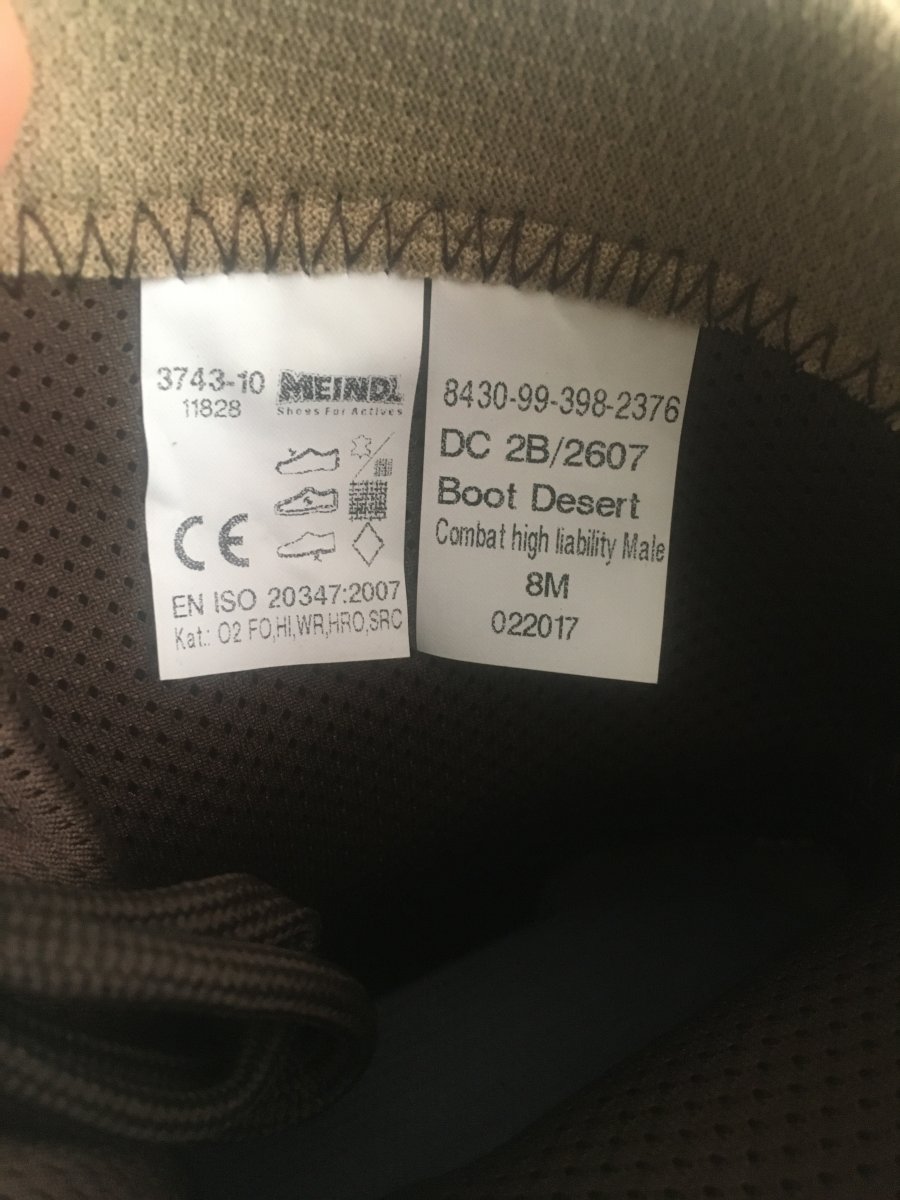 3743-10 MEINDL
11828 Shoes For Actives
CE
EN ISO 20347:2007
Kat.: O2 FO,HI,WR,HRO,SRC
8430-99-398-2376
DC 2B/2607
Boot Desert
Combat high liability Male
8M
022017